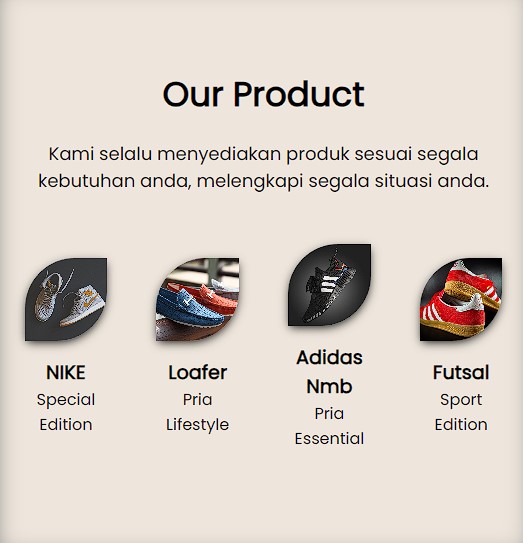 Our Product
Kami selalu menyediakan produk sesuai segala
kebutuhan anda, melengkapi segala situasi anda.
NIKE
Special
Edition
Loafer
Pria
Lifestyle
Adidas
Nmb
Pria
Essential
Futsal
Sport
Edition